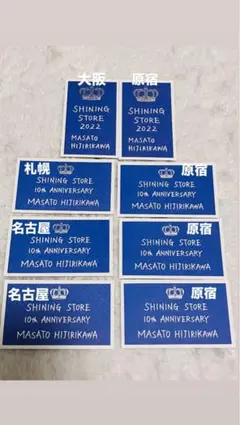 大阪
SHINING
STORE
2022
MASATO
HIJIRIKAWA
原宿
SHINING
STORE
2022
MASATO
HIJIRIKAWA
札幌
SHINING STORE
10th ANNIVERSARY
MASATO HIJIRIKAWA
原宿
SHINING STORE
10th ANNIVERSARY
MASATO HIJIRIKAWA
名古屋
SHINING STORE
10th ANNIVERSARY
MASATO HIJIRIKAWA
原宿
SHINING STORE
10th ANNIVERSARY
MASATO HIJIRIKAWA
名古屋
SHINING STORE
10th ANNIVERSARY
MASATO HIJIRIKAWA
原宿
SHINING STORE
10th ANNIVERSARY
MASATO HIJIRIKAWA